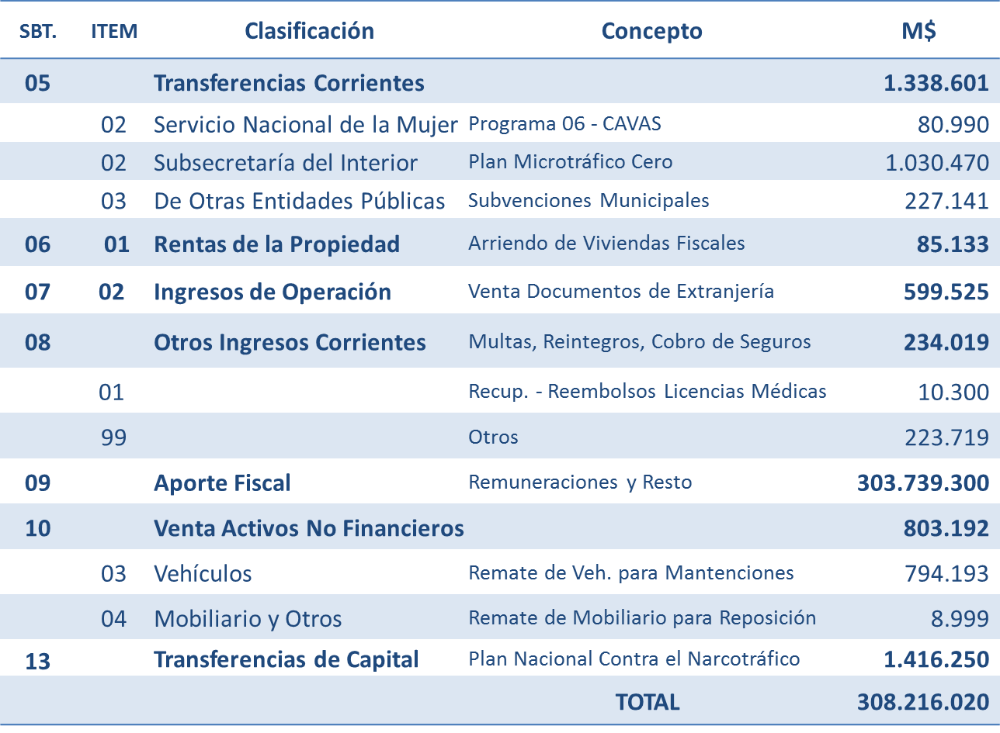 SBT. ITEM Clasificación Concepto M$
05 Transferencias Corrientes 1.338.601
02 Servicio Nacional de la Mujer Programa 06 - CAVAS 80.990
02 Subsecretaría del Interior Plan Microtráfico Cero 1.030.470
03 De Otras Entidades Públicas Subvenciones Municipales 227.141
06 01 Rentas de la Propiedad Arriendo de Viviendas Fiscales 85.133
07 02 Ingresos de Operación Venta Documentos de Extranjería 599.525
08 Otros Ingresos Corrientes Multas, Reintegros, Cobro de Seguros 234.019
01 Recup. - Reembolsos Licencias Médicas 10.300
99 Otros 223.719
09 Aporte Fiscal Remuneraciones y Resto 303.739.300
10 Venta Activos No Financieros 803.192
03 Vehículos Remate de Veh. para Mantenciones 794.193
04 Mobiliario y Otros Remate de Mobiliario para Reposición 8.999
13 Transferencias de Capital Plan Nacional Contra el Narcotráfico 1.416.250
TOTAL 308.216.020